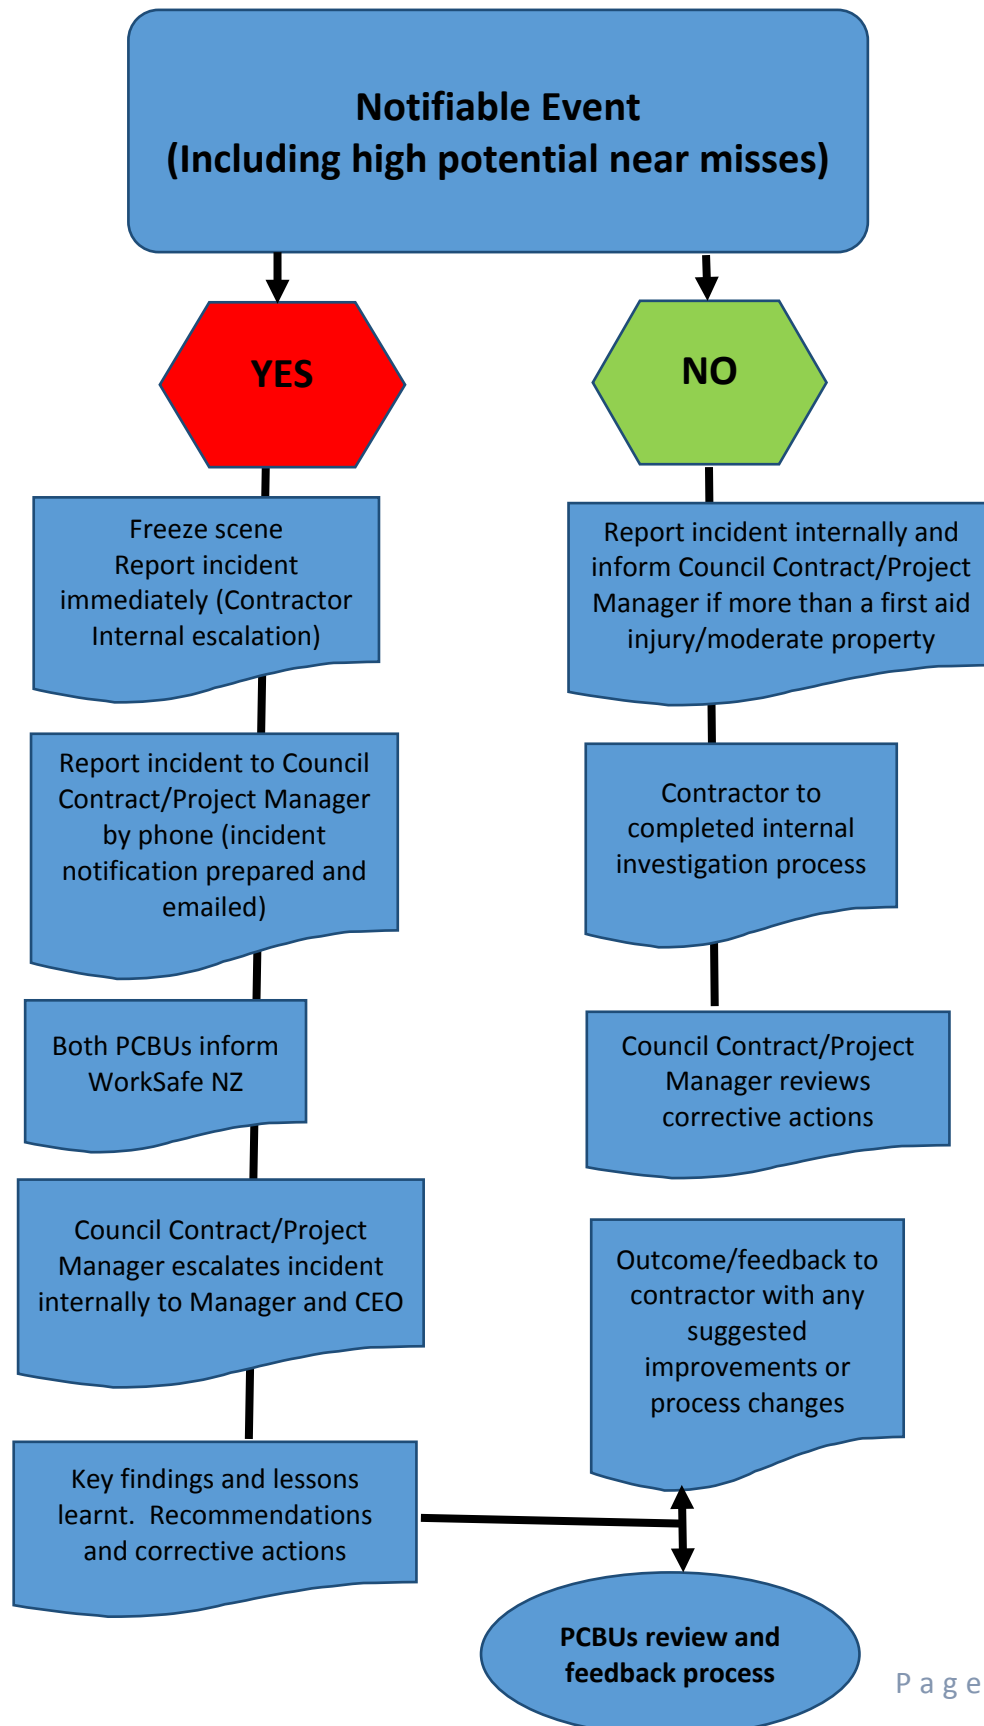 Notifiable Event
(Including high potential near misses)
YES
NO
Freeze scene
Report incident
immediately (Contractor
Internal escalation)
Report incident internally and
inform Council Contract/Project
Manager if more than a first aid
injury/moderate property
Report incident to Council
Contract/Project Manager
by phone (incident
notification prepared and
emailed)
Contractor to
completed internal
investigation process
Both PCBUs inform
WorkSafe NZ
Council Contract/Project
Manager reviews
corrective actions
Council Contract/Project
Manager escalates incident
internally to Manager and CEO
Outcome/feedback to
contractor with any
suggested
improvements or
process changes
Key findings and lessons
learnt.  Recommendations
and corrective actions
PCBUs review and
feedback process
Page